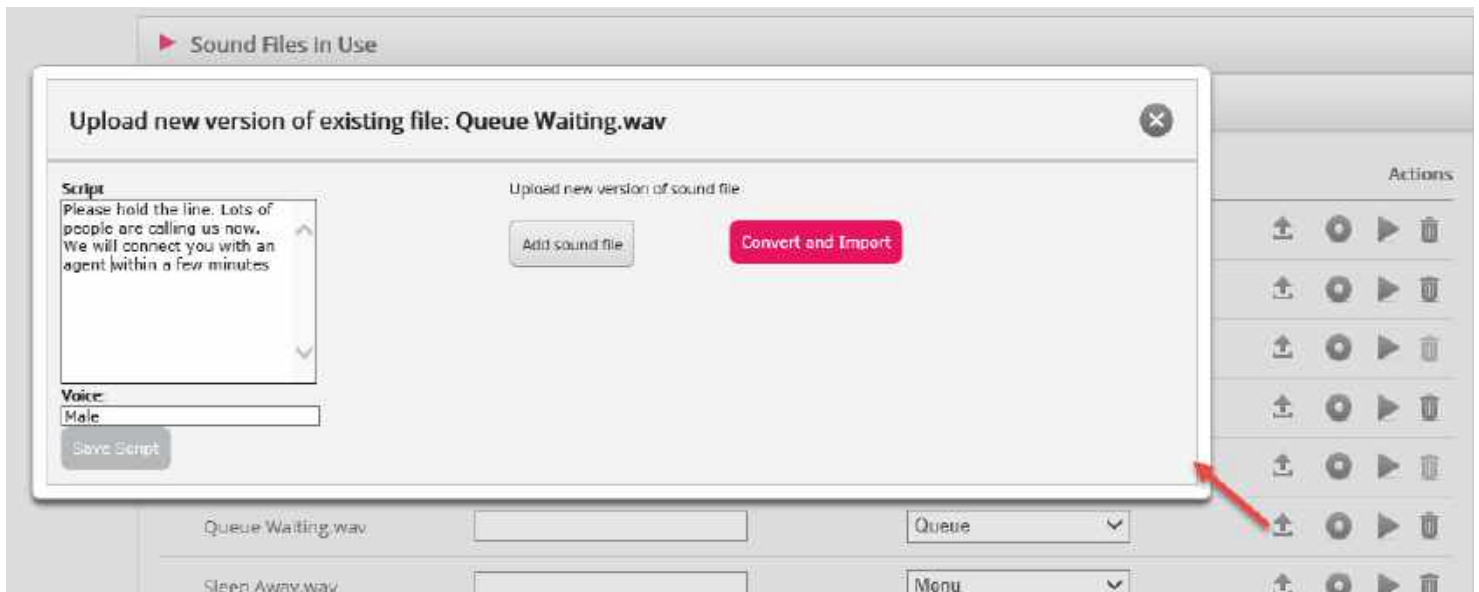 Sound Files in Use
Upload new version of existing file: Queue Waiting.wav
Script
Please hold the line. Lots of
people are calling us now.
We will connect you with an
agent within a few minutes
Voice:
Male
Save Script
Upload new version of sound file
Add sound file
Convert and Import
Actions
Queue Waiting.wav
Queue
Sleep Away.wav
Menu